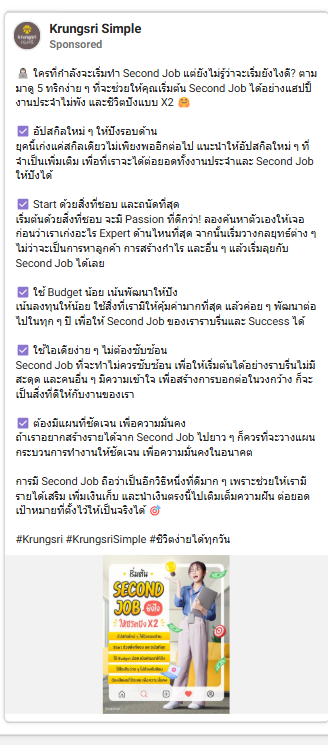 Krungsri Simple
Sponsored
ใครที่กำลังจะเริ่มทำ Second Job แต่ยังไม่รู้ว่าจะเริ่มยังไงดี? ตาม
มาดู 5 ทริกง่าย ๆ ที่จะช่วยให้คุณเริ่มต้น Second Job ได้อย่างแฮปปี้
งานประจำไม่พัง และชีวิตปังแบบ X2 🤗
☑ อัปสกิลใหม่ ๆ ให้ปังรอบด้าน
ยุคนี้เก่งแค่สกิลเดียวไม่เพียงพออีกต่อไป แนะนำให้อัปสกิลใหม่ ๆ ที่
จำเป็นเพิ่มเติม เพื่อที่เราจะได้ต่อยอดทั้งงานประจำและ Second Job
ให้ปังได้
☑ Start ด้วยสิ่งที่ชอบ และถนัดที่สุด
เริ่มต้นด้วยสิ่งที่ชอบ จะมี Passion ที่ดีกว่า! ลองค้นหาตัวเองให้เจอ
ก่อนว่าเราเก่งอะไร Expert ด้านไหนที่สุด จากนั้นเริ่มวางกลยุทธ์ต่าง ๆ
ไม่ว่าจะเป็นการหาลูกค้า การสร้างกำไร และอื่น ๆ แล้วเริ่มลุยกับ
Second Job ได้เลย
☑ ใช้ Budget น้อย เน้นพัฒนาให้ปัง
เน้นลงทุนให้น้อย ใช้สิ่งที่เรามีให้คุ้มค่ามากที่สุด แล้วค่อย ๆ พัฒนาต่อ
ไปในทุก ๆ ปี เพื่อให้ Second Job ของเราราบรื่นและ Success ได้
☑ ใช้ไอเดียง่าย ๆ ไม่ต้องซับซ้อน
Second Job ที่จะทำไม่ควรซับซ้อน เพื่อให้เริ่มต้นได้อย่างราบรื่นไม่มี
สะดุด และคนอื่น ๆ มีความเข้าใจ เพื่อสร้างการบอกต่อในวงกว้าง ก็จะ
เป็นสิ่งที่ดีให้กับงานของเรา
☑ ต้องมีแผนที่ชัดเจน เพื่อความมั่นคง
ถ้าเราอยากสร้างรายได้จาก Second Job ไปยาว ๆ ก็ควรที่จะวางแผน
กระบวนการทำงานให้ชัดเจน เพื่อความมั่นคงในอนาคต
การมี Second Job ถือว่าเป็นอีกวิธีหนึ่งที่ดีมาก ๆ เพราะช่วยให้เรามี
รายได้เสริม เพิ่มเงินเก็บ และนำเงินตรงนี้ไปเติมเต็มความฝัน ต่อยอด
เป้าหมายที่ตั้งไว้ให้เป็นจริงได้ 🎯
#Krungsri #KrungsriSimple #ชีวิตง่ายได้ทุกวัน
เริ่มต้น
SECOND
JOB ยังไง
ให้ชีวิตปัง X2